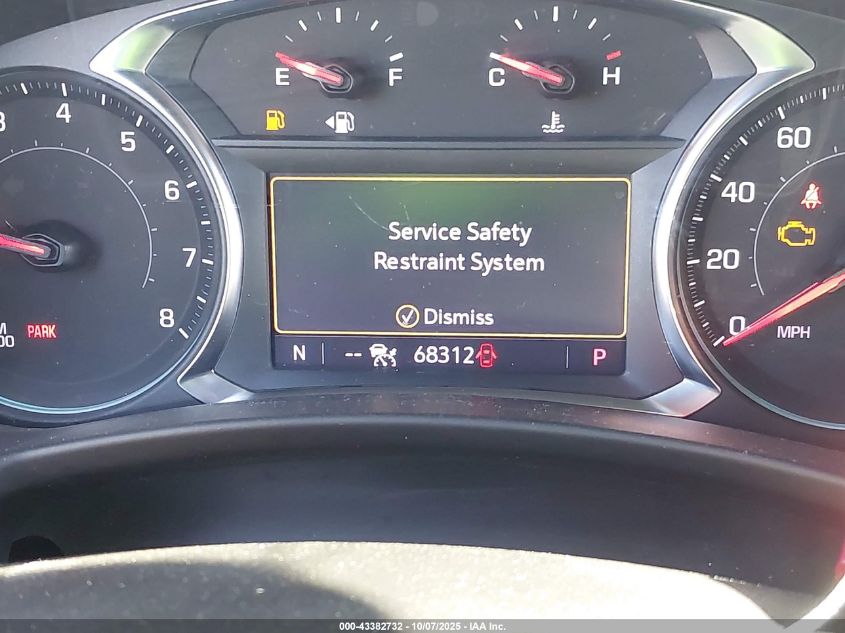 E F
C H
3 4 5 6 7 8
PARK
Service Safety
Restraint System
Dismiss
N -- 68312 P
60
40
20
0 MPH
000-43382732 - 10/07/2025 - IAA Inc.